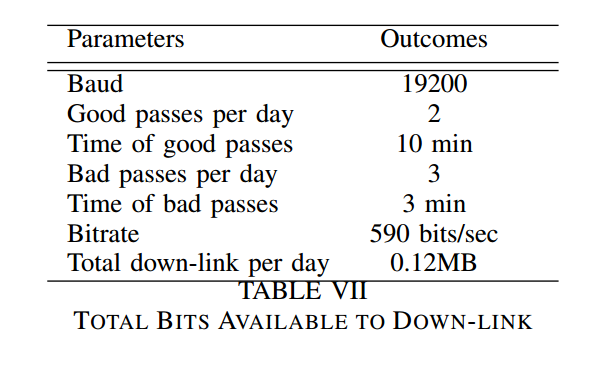 Parameters Outcomes
Baud 19200
Good passes per day 2
Time of good passes 10 min
Bad passes per day 3
Time of bad passes 3 min
Bitrate 590 bits/sec
Total down-link per day 0.12MB
TABLE VII
TOTAL BITS AVAILABLE TO DOWN-LINK